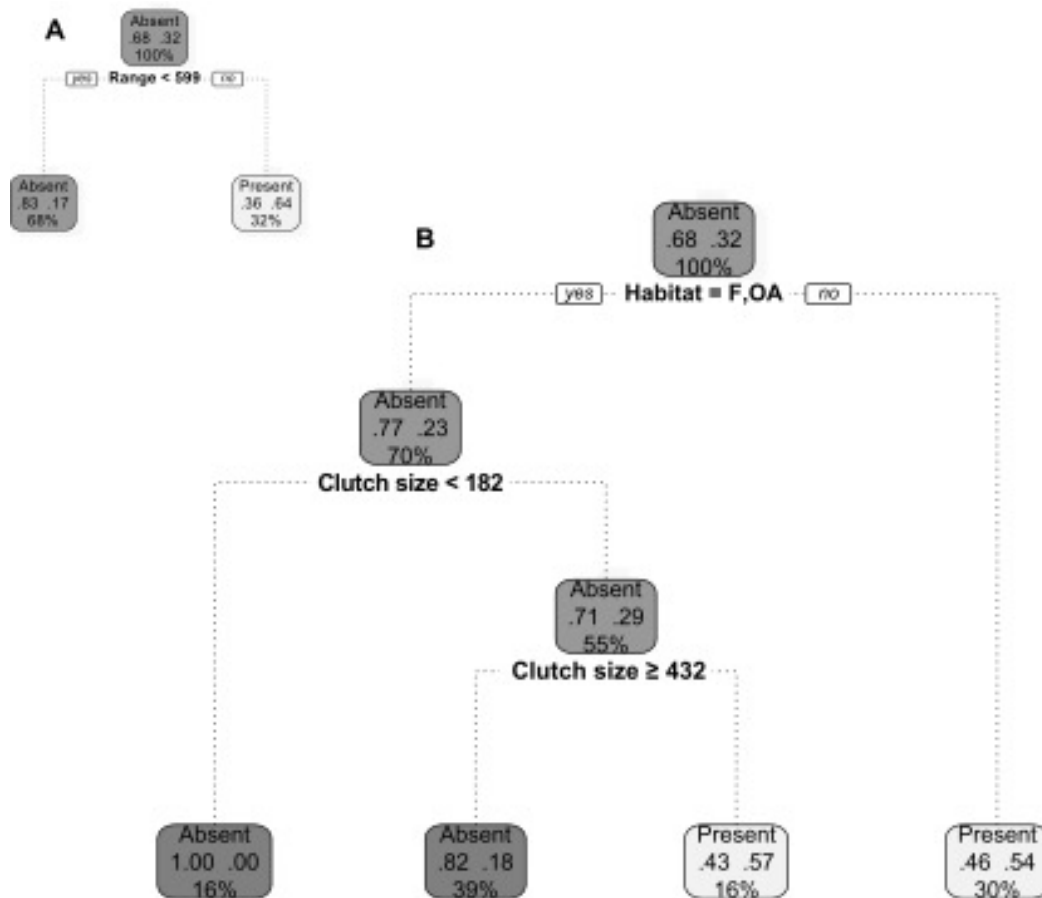 A
Absent
.68 .32
100%
yes Range < 599 no
Absent
.83 .17
68%
Present
.36 .64
32%
B
Absent
.68 .32
100%
yes Habitat = F,OA no
Absent
.77 .23
70%
Clutch size < 182
Absent
.71 .29
55%
Clutch size ≥ 432
Absent
1.00 .00
16%
Absent
.82 .18
39%
Present
.43 .57
16%
Present
.46 .54
30%